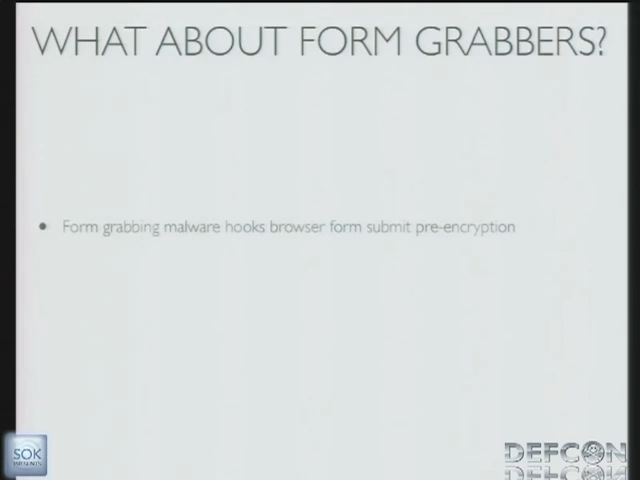 WHAT ABOUT FORM GRABBERS?
• Form grabbing malware hooks browser form submit pre-encryption
SOK
DEFCON